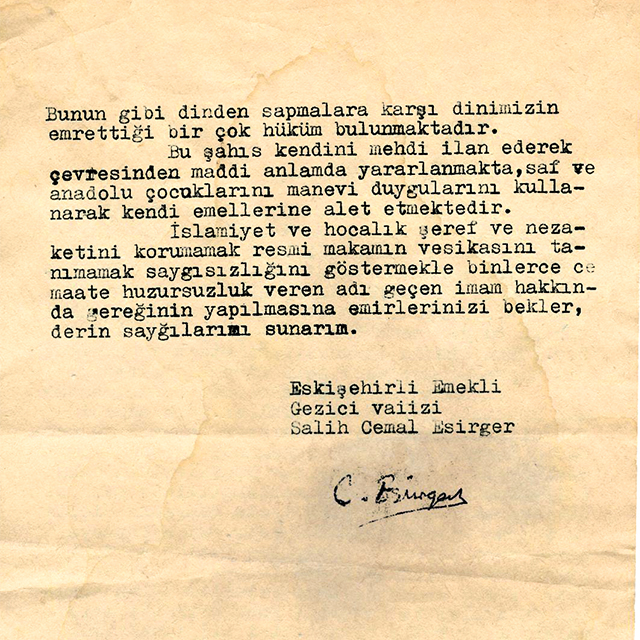 Bunun gibi dinden sapmalara karşı dinimizin
emrettiği bir çok hüküm bulunmaktadır.
Bu şahıs kendini mehdi ilan ederek
çevresinden maddi anlamda yararlanmakta,saf ve
anadolu çocuklarını manevi duygularını kulla-
narak kendi emellerine alet etmektedir.
İslamiyet ve hocalık şeref ve neza-
ketini korumamak resmi makamın vesikasını ta-
nımamak saygısızlığını göstermekle binlerce ce
maate huzursuzluk veren adı geçen imam hakkın-
da gereğinin yapılmasına emirlerinizi bekler,
derin sayğılarımı sunarım.
Eskişehirli Emekli
Gezici vaiizi
Salih Cemal Esirger
C. Esirger